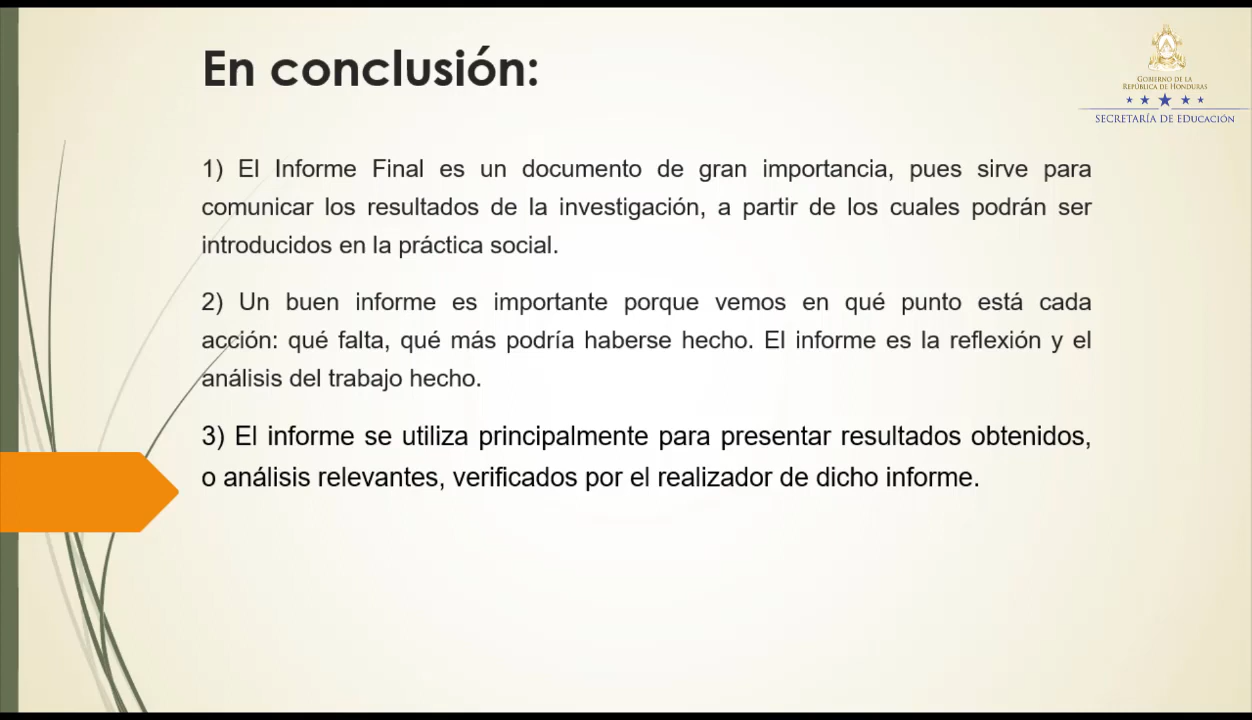 En conclusión:
GOBIERNO DE LA
REPÚBLICA DE HONDURAS
SECRETARÍA DE EDUCACIÓN
1) El Informe Final es un documento de gran importancia, pues sirve para
comunicar los resultados de la investigación, a partir de los cuales podrán ser
introducidos en la práctica social.
2) Un buen informe es importante porque vemos en qué punto está cada
acción: qué falta, qué más podría haberse hecho. El informe es la reflexión y el
análisis del trabajo hecho.
3) El informe se utiliza principalmente para presentar resultados obtenidos,
o análisis relevantes, verificados por el realizador de dicho informe.